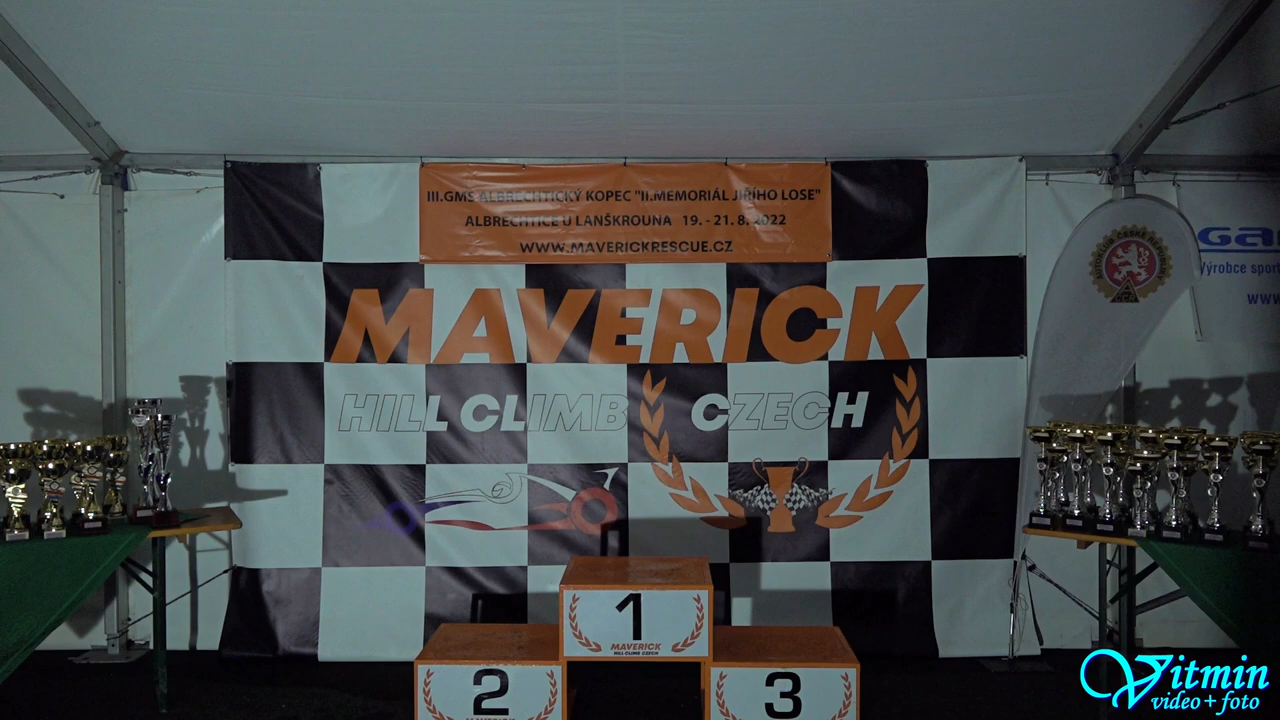 III.GMS ALBRECHTICKÝ KOPEC "II.MEMORIÁL JIŘÍHO LOSE"
ALBRECHTICE U LANŠKROUNA 19. - 21. 8. 2022
WWW.MAVERICKRESCUE.CZ
MAVERICK
HILL CLIMB CZECH
Výrobce
www
1
MAVERICK
HILL CLIMB CZECH
2
3
Vitmin
video+foto